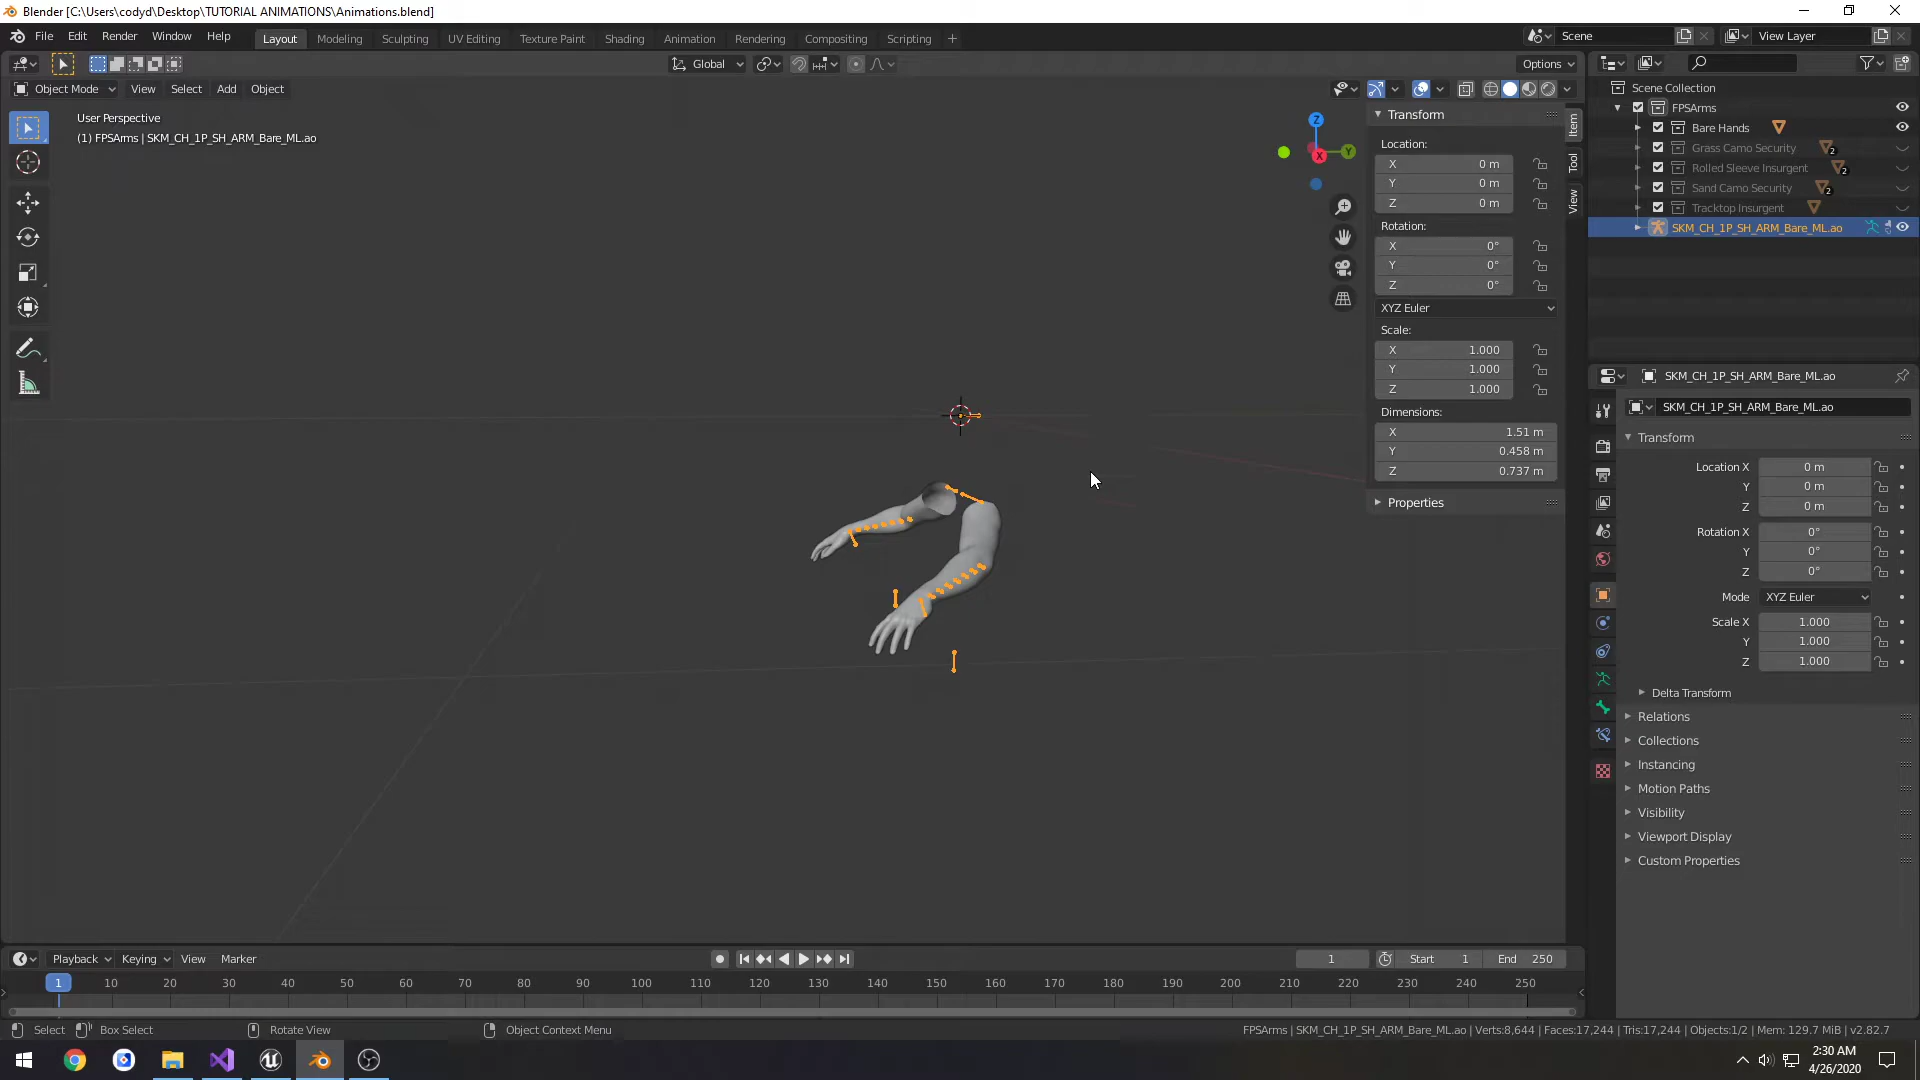 Blender [C:\Users\codyd\Desktop\TUTORIAL ANIMATIONS\Animations.blend]
File Edit Render Window Help Layout Modeling Sculpting UV Editing Texture Paint Shading Animation Rendering Compositing Scripting + Scene View Layer
Global Options
Object Mode View Select Add Object
User Perspective
(1) FPSArms | SKM_CH_1P_SH_ARM_Bare_ML.ao
Z
Y
X
Item
Tool
View
Transform
Location:
X 0 m
Y 0 m
Z 0 m
Rotation:
X 0°
Y 0°
Z 0°
XYZ Euler
Scale:
X 1.000
Y 1.000
Z 1.000
Dimensions:
X 1.51 m
Y 0.458 m
Z 0.737 m
Properties
Scene Collection
FPSArms
Bare Hands
Grass Camo Security 2
Rolled Sleeve Insurgent 2
Sand Camo Security 2
Tracktop Insurgent
SKM_CH_1P_SH_ARM_Bare_ML.ao
SKM_CH_1P_SH_ARM_Bare_ML.ao
SKM_CH_1P_SH_ARM_Bare_ML.ao
Transform
Location X 0 m
Y 0 m
Z 0 m
Rotation X 0°
Y 0°
Z 0°
Mode XYZ Euler
Scale X 1.000
Y 1.000
Z 1.000
Delta Transform
Relations
Collections
Instancing
Motion Paths
Visibility
Viewport Display
Custom Properties
Playback Keying View Marker 1 Start 1 End 250
1 10 20 30 40 50 60 70 80 90 100 110 120 130 140 150 160 170 180 190 200 210 220 230 240 250
Select Box Select Rotate View Object Context Menu FPSArms | SKM_CH_1P_SH_ARM_Bare_ML.ao | Verts:8,644 | Faces:17,244 | Tris:17,244 | Objects:1/2 | Mem: 129.7 MiB | v2.82.7
2:30 AM
4/26/2020